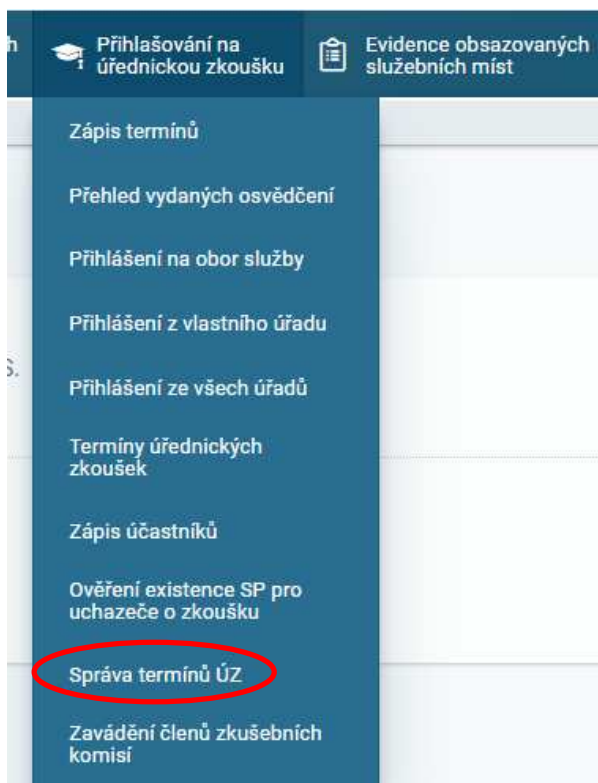 h
Přihlašování na
úřednickou zkoušku
Evidence obsazovaných
služebních míst
Zápis termínů
Přehled vydaných osvědčení
Přihlášení na obor služby
Přihlášení z vlastního úřadu
s.
Přihlášení ze všech úřadů
Termíny úřednických
zkoušek
Zápis účastníků
Ověření existence SP pro
uchazeče o zkoušku
Správa termínů ÚZ
Zavádění členů zkušebních
komisí